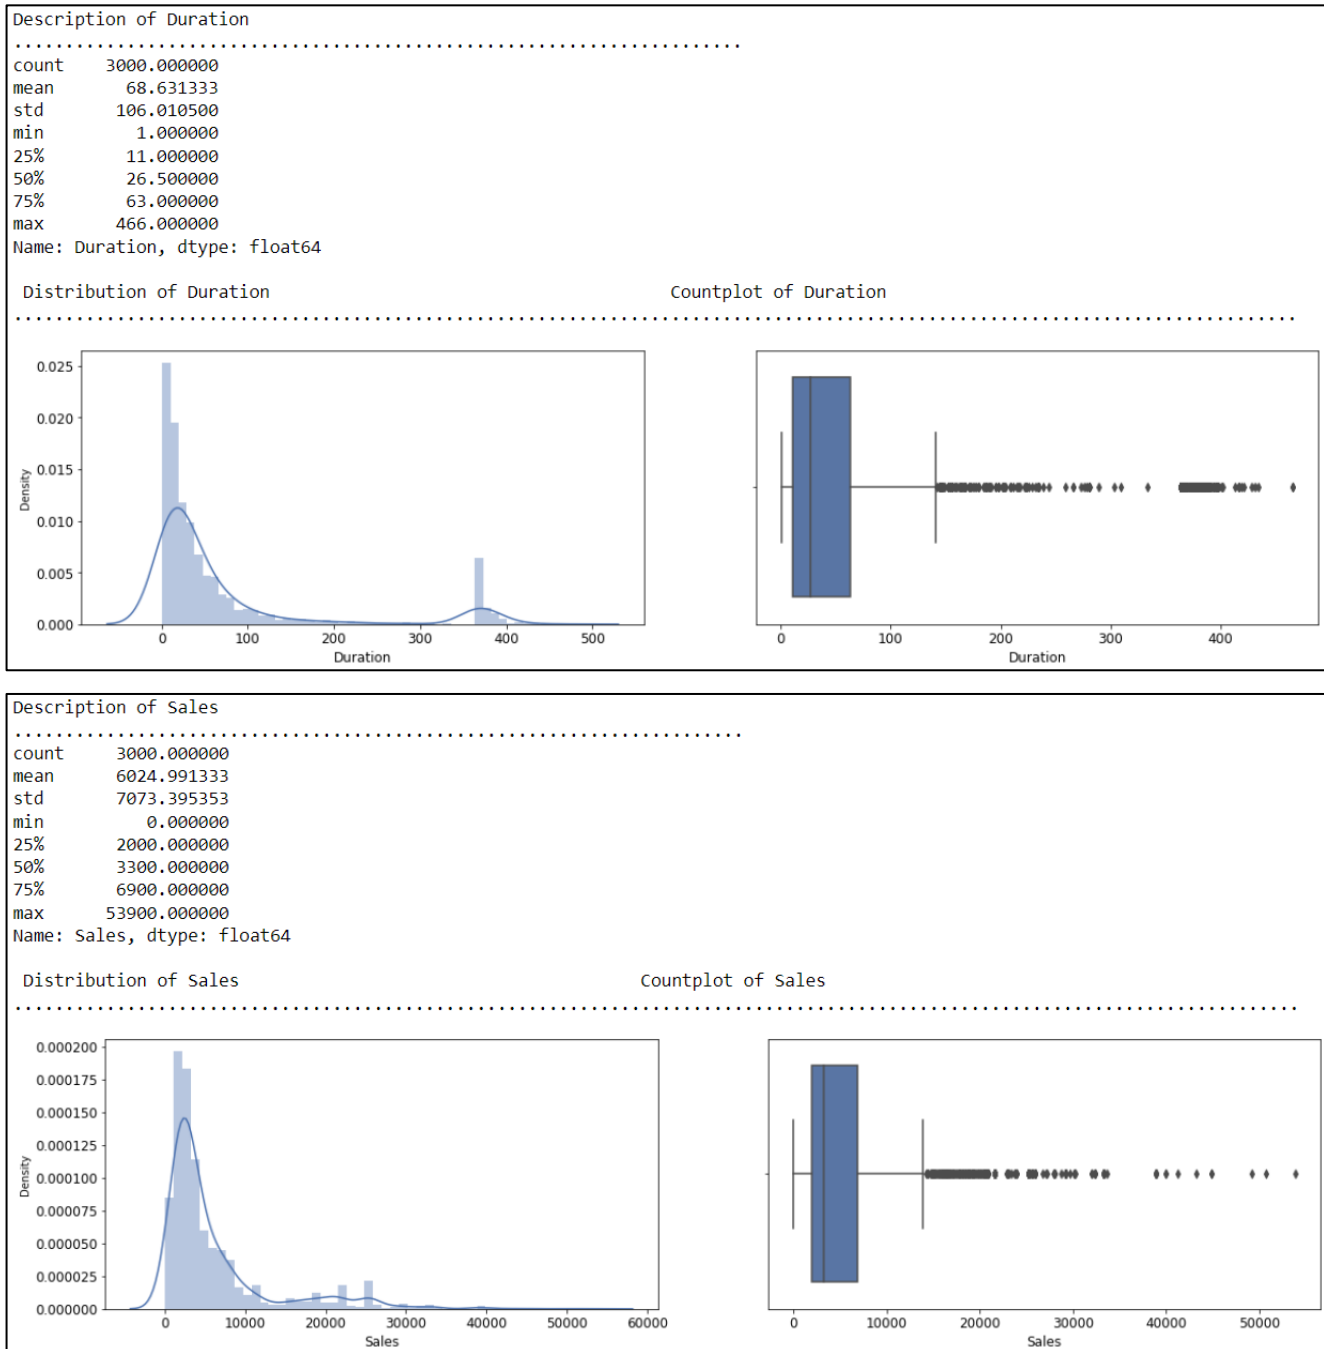 Description of Duration
.......................................................................
count 3000.000000
mean 68.631333
std 106.010500
min 1.000000
25% 11.000000
50% 26.500000
75% 63.000000
max 466.000000
Name: Duration, dtype: float64
Distribution of Duration Countplot of Duration
.............................................................................................................................
0.025
0.020
0.015
0.010
0.005
0.000
Density
0 100 200 300 400 500
Duration
0 100 200 300 400
Duration
Description of Sales
.......................................................................
count 3000.000000
mean 6024.991333
std 7073.395353
min 0.000000
25% 2000.000000
50% 3300.000000
75% 6900.000000
max 53900.000000
Name: Sales, dtype: float64
Distribution of Sales Countplot of Sales
.............................................................................................................................
0.000200
0.000175
0.000150
0.000125
0.000100
0.000075
0.000050
0.000025
0.000000
Density
0 10000 20000 30000 40000 50000 60000
Sales
0 10000 20000 30000 40000 50000
Sales